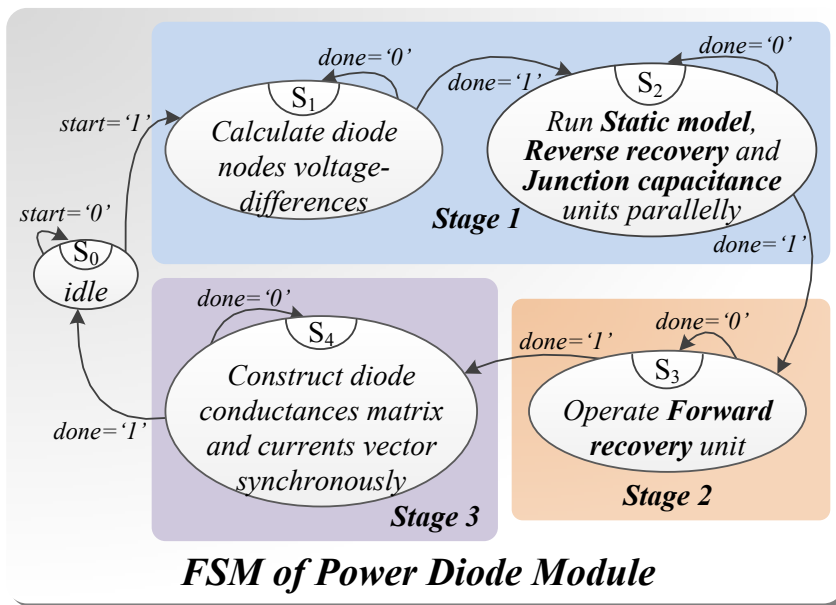 done=‘0’
S1
Calculate diode
nodes voltage-
differences
done=‘1’
done=‘0’
S2
Run Static model,
Reverse recovery and
Junction capacitance
units parallelly
Stage 1
start=‘1’
start=‘0’
S0
idle
done=‘1’
done=‘0’
S3
Operate Forward
recovery unit
Stage 2
done=‘1’
done=‘0’
S4
Construct diode
conductances matrix
and currents vector
synchronously
Stage 3
done=‘1’
FSM of Power Diode Module